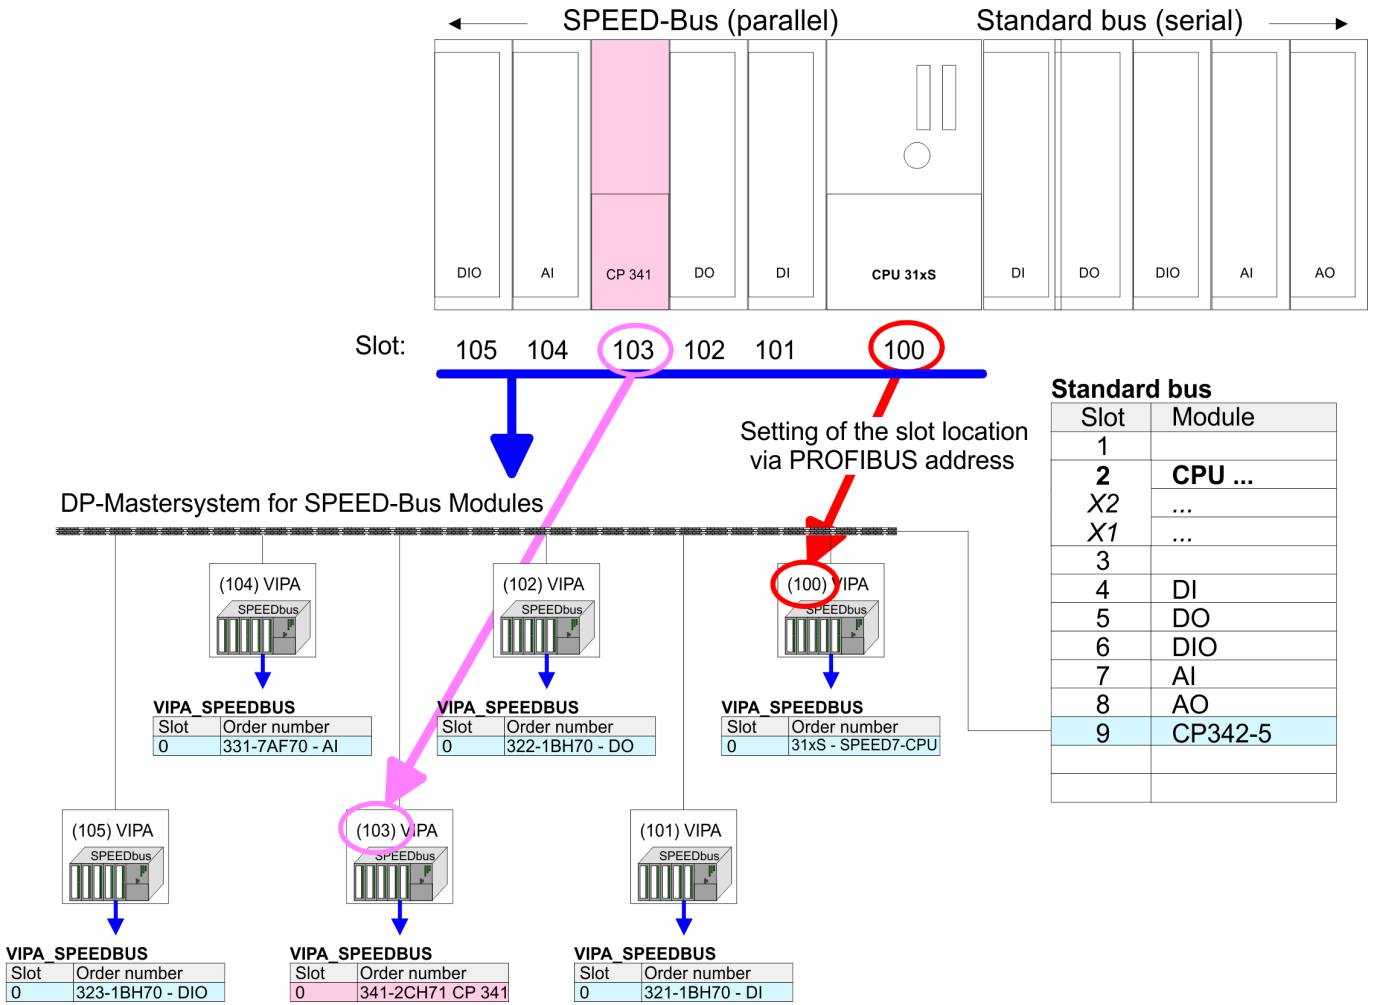 SPEED-Bus (parallel) Standard bus (serial)
DIO AI CP 341 DO DI CPU 31xS DI DO DIO AI AO
Slot: 105 104 103 102 101 100
Setting of the slot location
via PROFIBUS address
DP-Mastersystem for SPEED-Bus Modules
Standard bus
Slot Module
1
2 CPU ...
X2 ...
X1 ...
3
4 DI
5 DO
6 DIO
7 AI
8 AO
9 CP342-5
(104) VIPA
SPEEDbus
VIPA_SPEEDBUS
Slot Order number
0 331-7AF70 - AI
(102) VIPA
SPEEDbus
VIPA_SPEEDBUS
Slot Order number
0 322-1BH70 - DO
(100) VIPA
SPEEDbus
VIPA_SPEEDBUS
Slot Order number
0 31xS - SPEED7-CPU
(105) VIPA
SPEEDbus
VIPA_SPEEDBUS
Slot Order number
0 323-1BH70 - DIO
(103) VIPA
SPEEDbus
VIPA_SPEEDBUS
Slot Order number
0 341-2CH71 CP 341
(101) VIPA
SPEEDbus
VIPA_SPEEDBUS
Slot Order number
0 321-1BH70 - DI